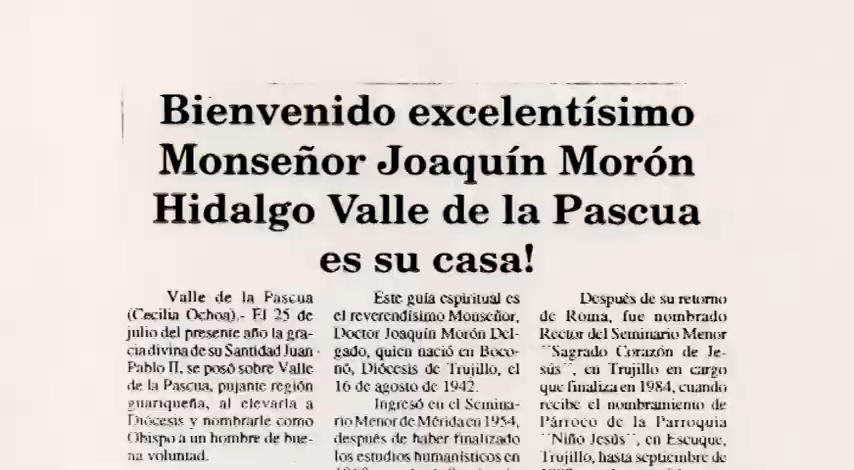 Bienvenido excelentísimo
Monseñor Joaquín Morón
Hidalgo Valle de la Pascua
es su casa!
Valle de la Pascua
(Cecilia Ochoa).- El 25 de
julio del presente año la gra-
cia divina de su Santidad Juan
Pablo II, se posó sobre Valle
de la Pascua, pujante región
guariqueña, al elevarla a
Diócesis y nombrarle como
Obispo a un hombre de bue-
na voluntad.
Este guía espiritual es
el reverendísimo Monseñor,
Doctor Joaquín Morón Del-
gado, quien nació en Boco-
nó, Diócesis de Trujillo, el
16 de agosto de 1942.
Ingresó en el Semina-
rio Menor de Mérida en 1954,
después de haber finalizado
los estudios humanísticos en
Después de su retorno
de Roma, fue nombrado
Rector del Seminario Menor
"Sagrado Corazón de Je-
sús", en Trujillo en cargo
que finaliza en 1984, cuando
recibe el nombramiento de
Párroco de la Parroquia
"Niño Jesús", en Escuque,
Trujillo, hasta septiembre de